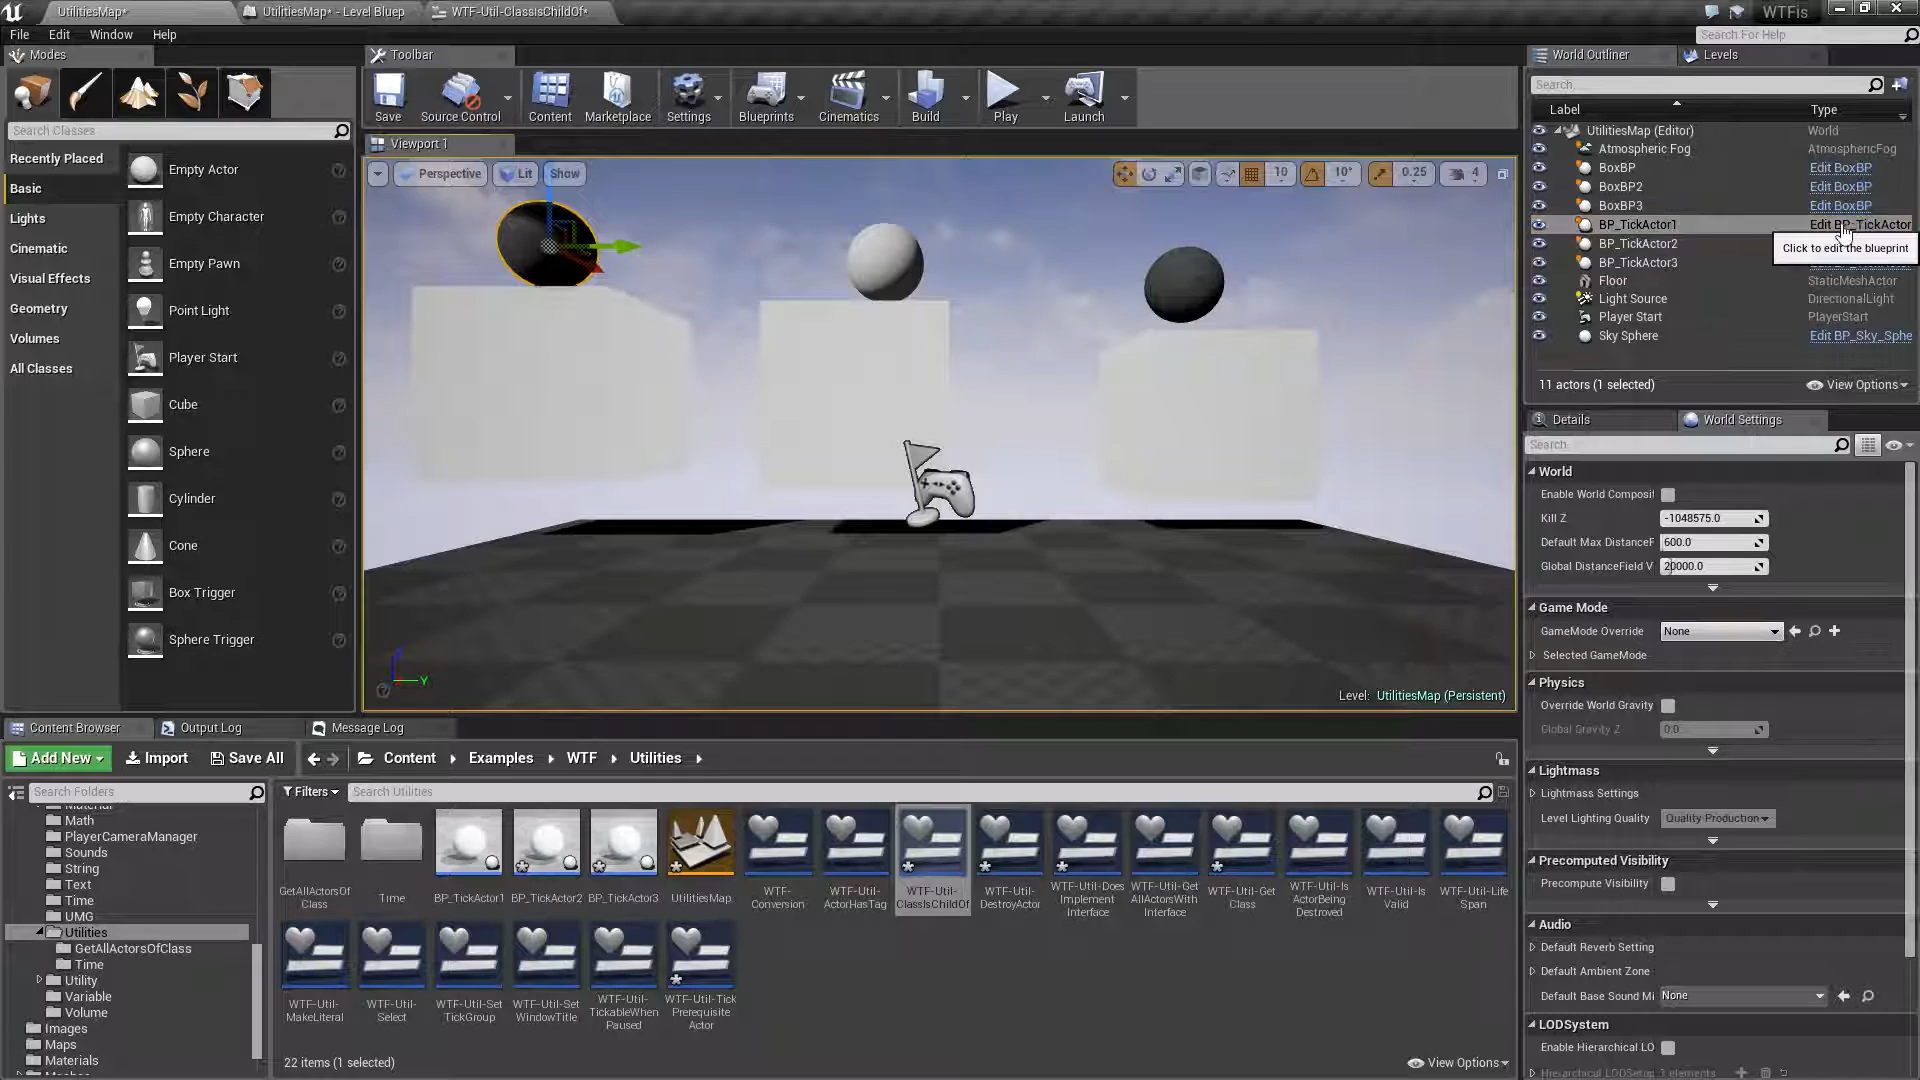 UtilitiesMap*
UtilitiesMap* - Level Bluep
WTF-Util-ClassIsChildOf*
WTFis
File Edit Window Help
Search For Help
Modes
Toolbar
World Outliner
Levels
Search...
Save
Source Control
Content
Marketplace
Settings
Blueprints
Cinematics
Build
Play
Launch
Search Classes
Viewport 1
Perspective
Lit
Show
10
10°
0.25
4
Recently Placed
Basic
Lights
Cinematic
Visual Effects
Geometry
Volumes
All Classes
Empty Actor
Empty Character
Empty Pawn
Point Light
Player Start
Cube
Sphere
Cylinder
Cone
Box Trigger
Sphere Trigger
Level: UtilitiesMap (Persistent)
Label Type
UtilitiesMap (Editor) World
Atmospheric Fog AtmosphericFog
BoxBP Edit BoxBP
BoxBP2 Edit BoxBP
BoxBP3 Edit BoxBP
BP_TickActor1 Edit BP_TickActor
BP_TickActor2
Click to edit the blueprint
BP_TickActor3
Floor StaticMeshActor
Light Source DirectionalLight
Player Start PlayerStart
Sky Sphere Edit BP_Sky_Sphe
11 actors (1 selected)
View Options
Details
World Settings
Search
World
Enable World Composit
Kill Z -1048575.0
Default Max DistanceF 600.0
Global DistanceField V 20000.0
Game Mode
GameMode Override None
Selected GameMode
Physics
Override World Gravity
Global Gravity Z 0.0
Lightmass
Lightmass Settings
Level Lighting Quality Quality Production
Precomputed Visibility
Precompute Visibility
Audio
Default Reverb Setting
Default Ambient Zone
Default Base Sound Mi None
LODSystem
Enable Hierarchical LO
Hierarchical LODSetup 3 elements
Content Browser
Output Log
Message Log
Add New
Import
Save All
Content
Examples
WTF
Utilities
Search Folders
Filters
Search Utilities
Math
PlayerCameraManager
Sounds
String
Text
Time
UMG
Utilities
GetAllActorsOfClass
Time
Utility
Variable
Volume
Images
Maps
Materials
GetAllActorsOf
Class
Time
BP_TickActor1
BP_TickActor2
BP_TickActor3
UtilitiesMap
WTF-
Conversion
WTF-Util-
ActorHasTag
WTF-Util-
ClassIsChildOf
WTF-Util-
DestroyActor
WTF-Util-Does
Implement
Interface
WTF-Util-Get
AllActorsWith
Interface
WTF-Util-Get
Class
WTF-Util-Is
ActorBeing
Destroyed
WTF-Util-Is
Valid
WTF-Util-Life
Span
WTF-Util-
MakeLiteral
WTF-Util-
Select
WTF-Util-Set
TickGroup
WTF-Util-Set
WindowTitle
WTF-Util-
TickableWhen
Paused
WTF-Util-Tick
Prerequisite
Actor
22 items (1 selected)
View Options